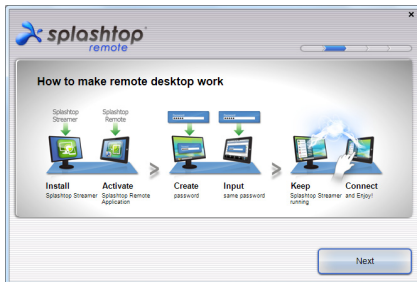 ×
splashtop
remote
How to make remote desktop work
Splashtop Streamer
Splashtop Remote
Install
Splashtop Streamer
Activate
Splashtop Remote Application
Create
password
Input
same password
Keep
Splashtop Streamer running
Connect
and Enjoy!
Next